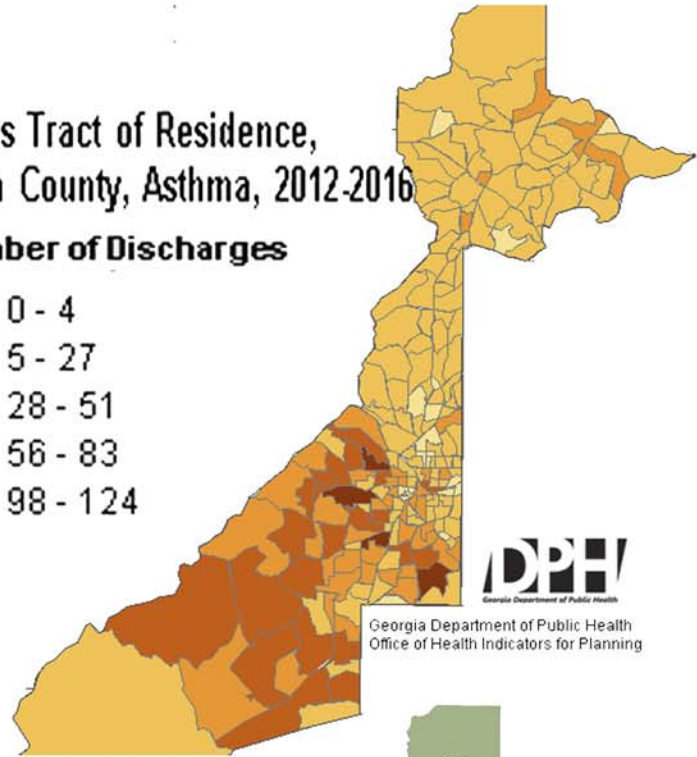 s Tract of Residence,
County, Asthma, 2012-2016
ber of Discharges
0 - 4
5 - 27
28 - 51
56 - 83
98 - 124
DPH
Georgia Department of Public Health
Georgia Department of Public Health
Office of Health Indicators for Planning